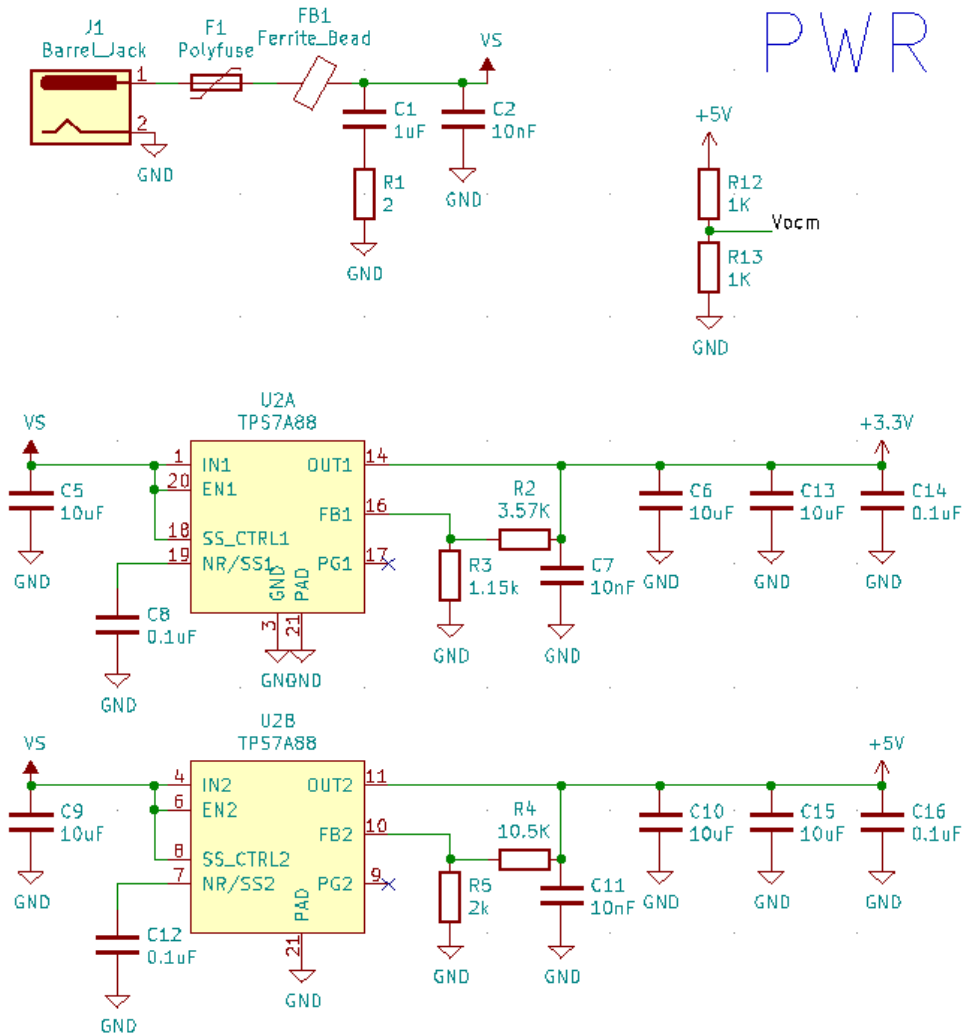 J1
Barrel_Jack
1
2
GND
F1
Polyfuse
FB1
Ferrite_Bead
VS
C1
1uF
C2
10nF
R1
2
GND
GND
PWR
+5V
R12
1K
Vocm
R13
1K
GND
U2A
TPS7A88
VS
C5
10uF
GND
1
20
18
19
IN1
EN1
SS_CTRL1
NR/SS1
OUT1
FB1
PG1
GND
PAD
14
16
17
3
21
GND
GND
C8
0.1uF
GND
R2
3.57K
R3
1.15k
GND
C7
10nF
GND
C6
10uF
GND
C13
10uF
GND
+3.3V
C14
0.1uF
GND
U2B
TPS7A88
VS
C9
10uF
GND
4
6
8
7
IN2
EN2
SS_CTRL2
NR/SS2
OUT2
FB2
PG2
PAD
11
10
9
21
GND
C12
0.1uF
GND
R4
10.5K
R5
2k
GND
C11
10nF
GND
C10
10uF
GND
C15
10uF
GND
+5V
C16
0.1uF
GND